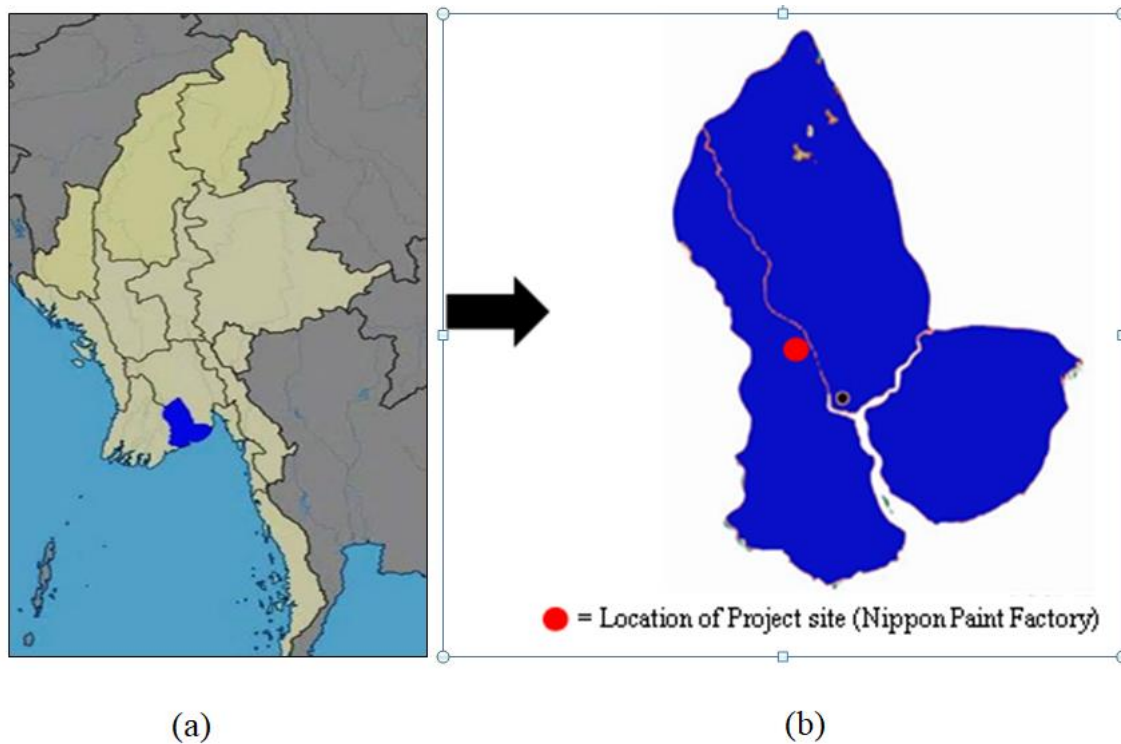 = Location of Project site (Nippon Paint Factory)
(a)
(b)